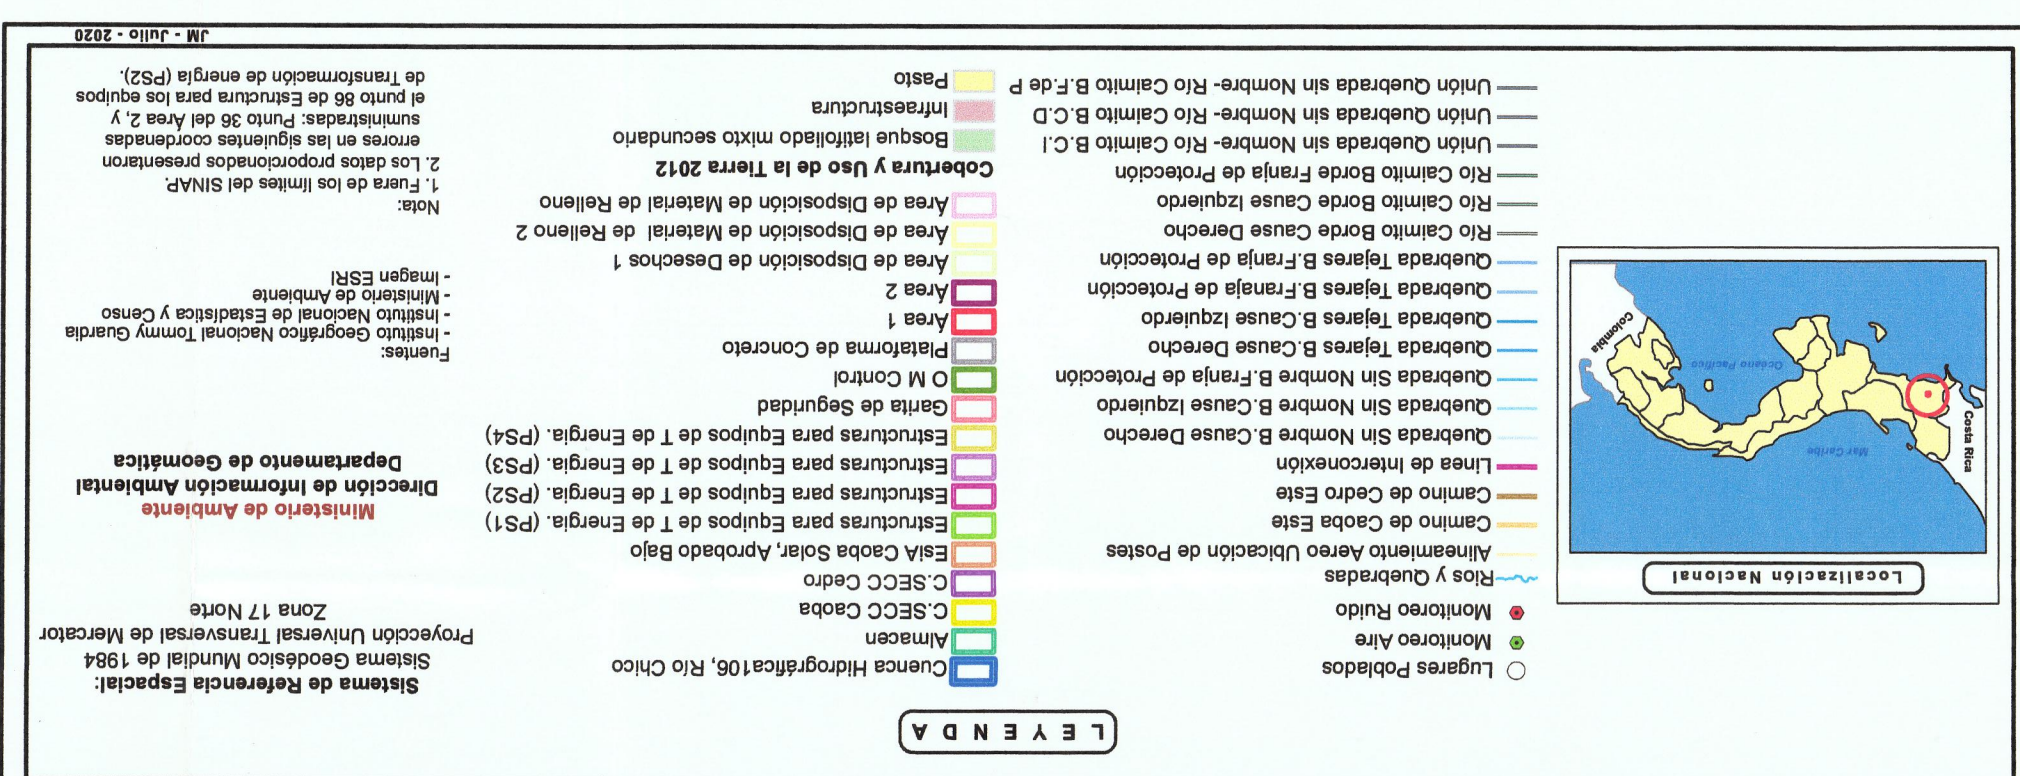 LEYENDA
Localización Nacional
Costa Rica
Mar Caribe
Océano Pacífico
Colombia
Lugares Poblados
Monitoreo Aire
Monitoreo Ruido
Rios y Quebradas
Alineamiento Aereo Ubicación de Postes
Camino de Caoba Este
Camino de Cedro Este
Linea de Interconexión
Quebrada Sin Nombre B.Cause Derecho
Quebrada Sin Nombre B.Cause Izquierdo
Quebrada Sin Nombre B.Franja de Protección
Quebrada Tejares B.Cause Derecho
Quebrada Tejares B.Cause Izquierdo
Quebrada Tejares B.Franaja de Protección
Quebrada Tejares B.Franja de Protección
Río Caimito Borde Cause Derecho
Río Caimito Borde Cause Izquierdo
Río Caimito Borde Franja de Protección
Unión Quebrada sin Nombre- Río Caimito B.C.I
Unión Quebrada sin Nombre- Río Caimito B.C.D
Unión Quebrada sin Nombre- Río Caimito B.F.de P
Cuenca Hidrográfica106, Río Chico
Almacen
C.SECC Caoba
C.SECC Cedro
EsiA Caoba Solar, Aprobado Bajo
Estructuras para Equipos de T de Energia. (PS1)
Estructuras para Equipos de T de Energia. (PS2)
Estructuras para Equipos de T de Energia. (PS3)
Estructuras para Equipos de T de Energia. (PS4)
Garita de Seguridad
O M Control
Plataforma de Concreto
Área 1
Área 2
Área de Disposición de Desechos 1
Área de Disposición de Material de Relleno 2
Área de Disposición de Material de Relleno
Cobertura y Uso de la Tierra 2012
Bosque latifoliado mixto secundario
Infraestructura
Pasto
Sistema de Referencia Espacial:
Sistema Geodésico Mundial de 1984
Proyección Universal Transversal de Mercator
Zona 17 Norte
Ministerio de Ambiente
Dirección de Información Ambiental
Departamento de Geomática
Fuentes:
- Instituto Geográfico Nacional Tommy Guardia
- Instituto Nacional de Estadística y Censo
- Ministerio de Ambiente
- Imagen ESRI
Nota:
1. Fuera de los límites del SINAP.
2. Los datos proporcionados presentaron
errores en las siguientes coordenadas
suministradas: Punto 36 del Área 2, y
el punto 86 de Estructura para los equipos
de Transformación de energía (PS2).
JM - Julio - 2020